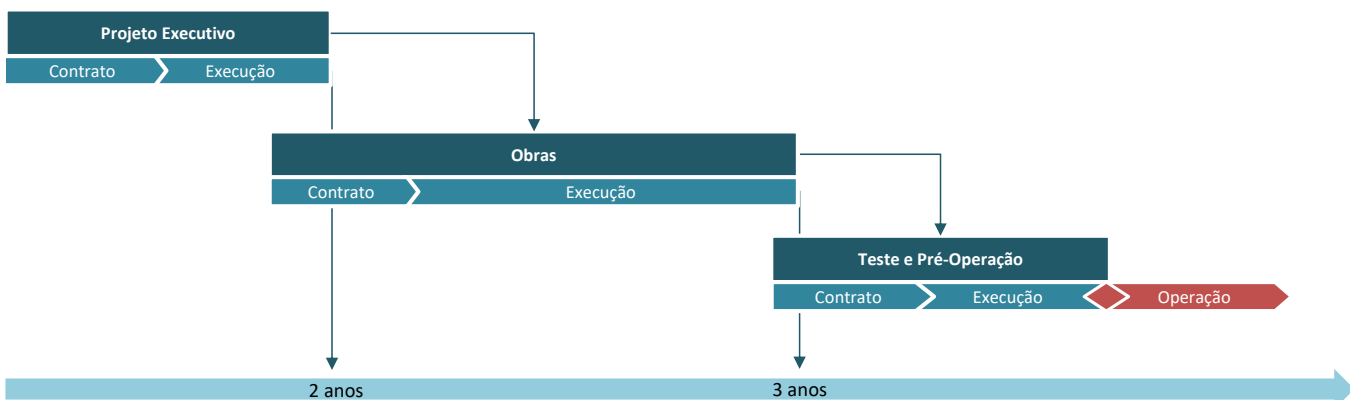 Projeto Executivo
Contrato Execução
Obras
Contrato Execução
Teste e Pré-Operação
Contrato Execução Operação
2 anos 3 anos